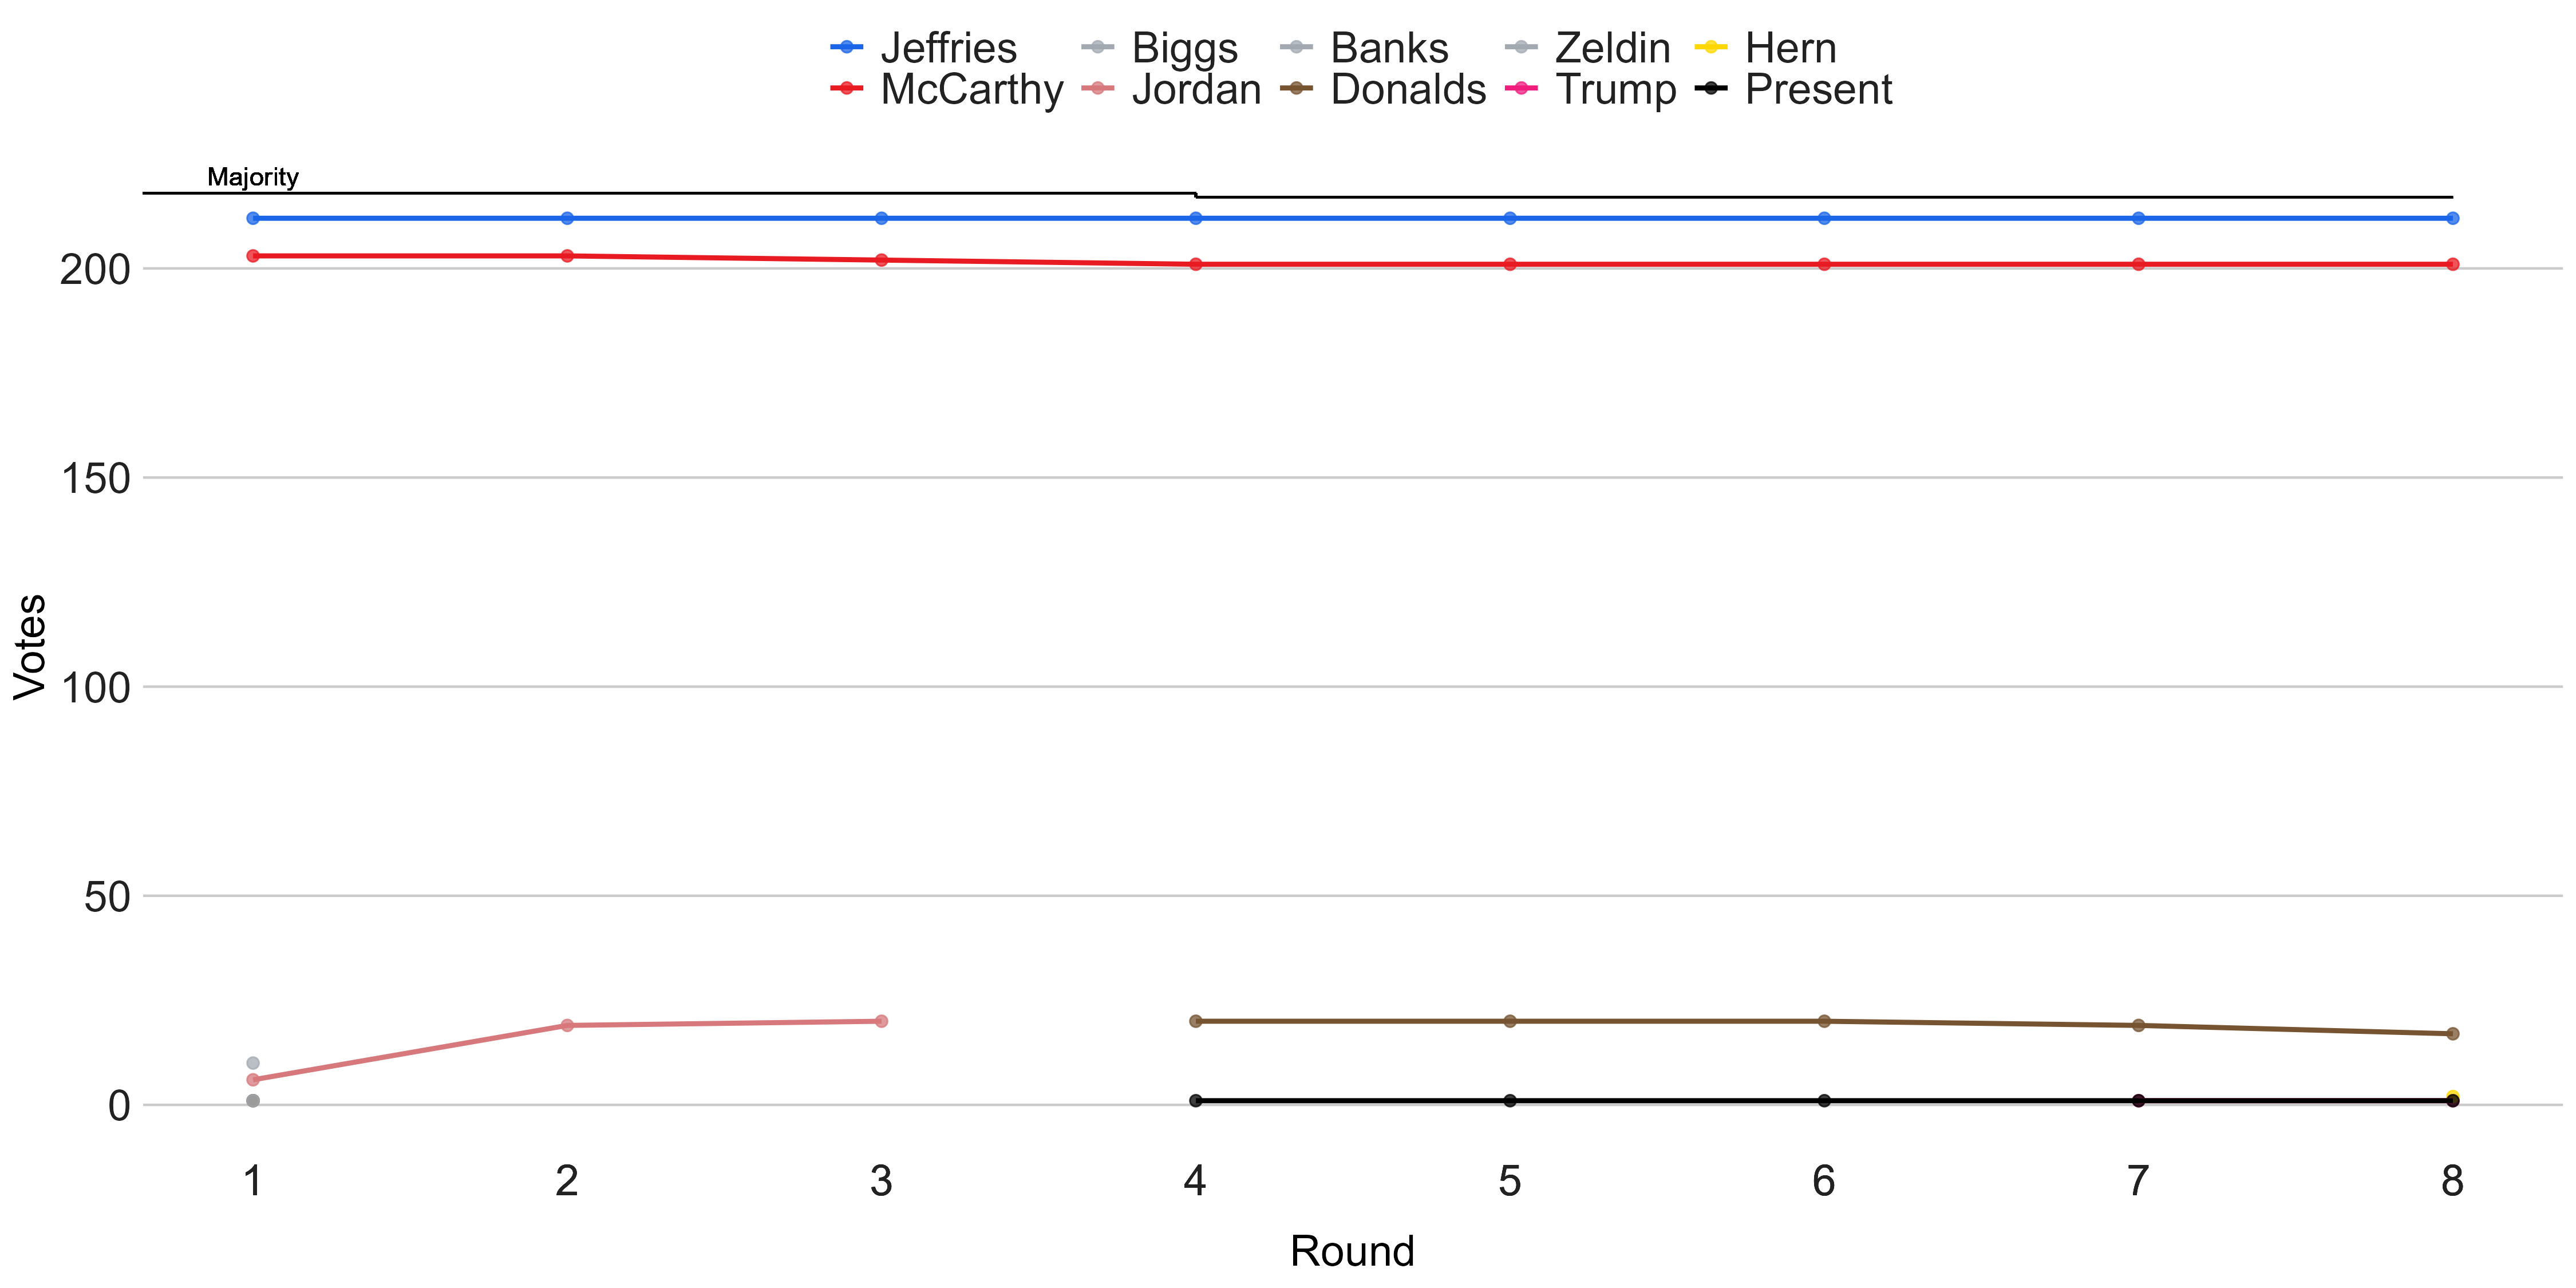 Jeffries Biggs Banks Zeldin Hern
McCarthy Jordan Donalds Trump Present
Majority
200
150
100
50
0
Votes
1 2 3 4 5 6 7 8
Round